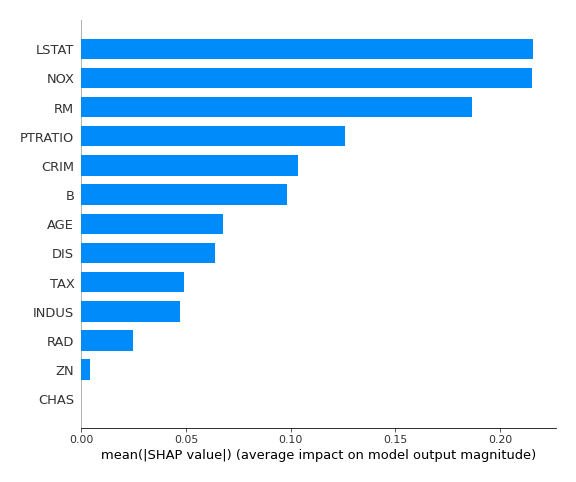 LSTAT
NOX
RM
PTRATIO
CRIM
B
AGE
DIS
TAX
INDUS
RAD
ZN
CHAS
0.00 0.05 0.10 0.15 0.20
mean(|SHAP value|) (average impact on model output magnitude)